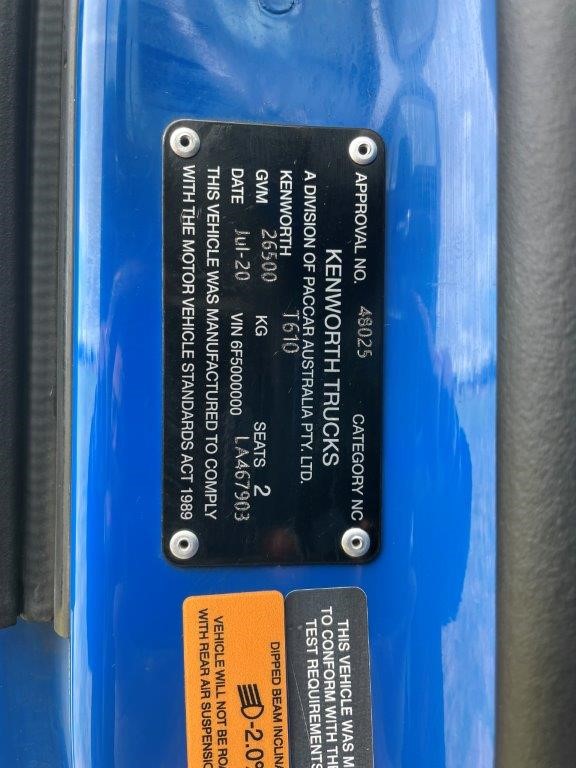 APPROVAL NO. 48025 CATEGORY NC
KENWORTH TRUCKS
A DIVISION OF PACCAR AUSTRALIA PTY. LTD.
KENWORTH T610
GVM 26500 KG SEATS 2
DATE Jul-20 VIN 6F5000000 LA467903
THIS VEHICLE WAS MANUFACTURED TO COMPLY
WITH THE MOTOR VEHICLE STANDARDS ACT 1989
THIS VEHICLE WAS M
TO CONFORM WITH THE
TEST REQUIREMENTS
DIPPED BEAM INCLINA
-2.0%
VEHICLE WILL NOT BE ROA
WITH REAR AIR SUSPENSION